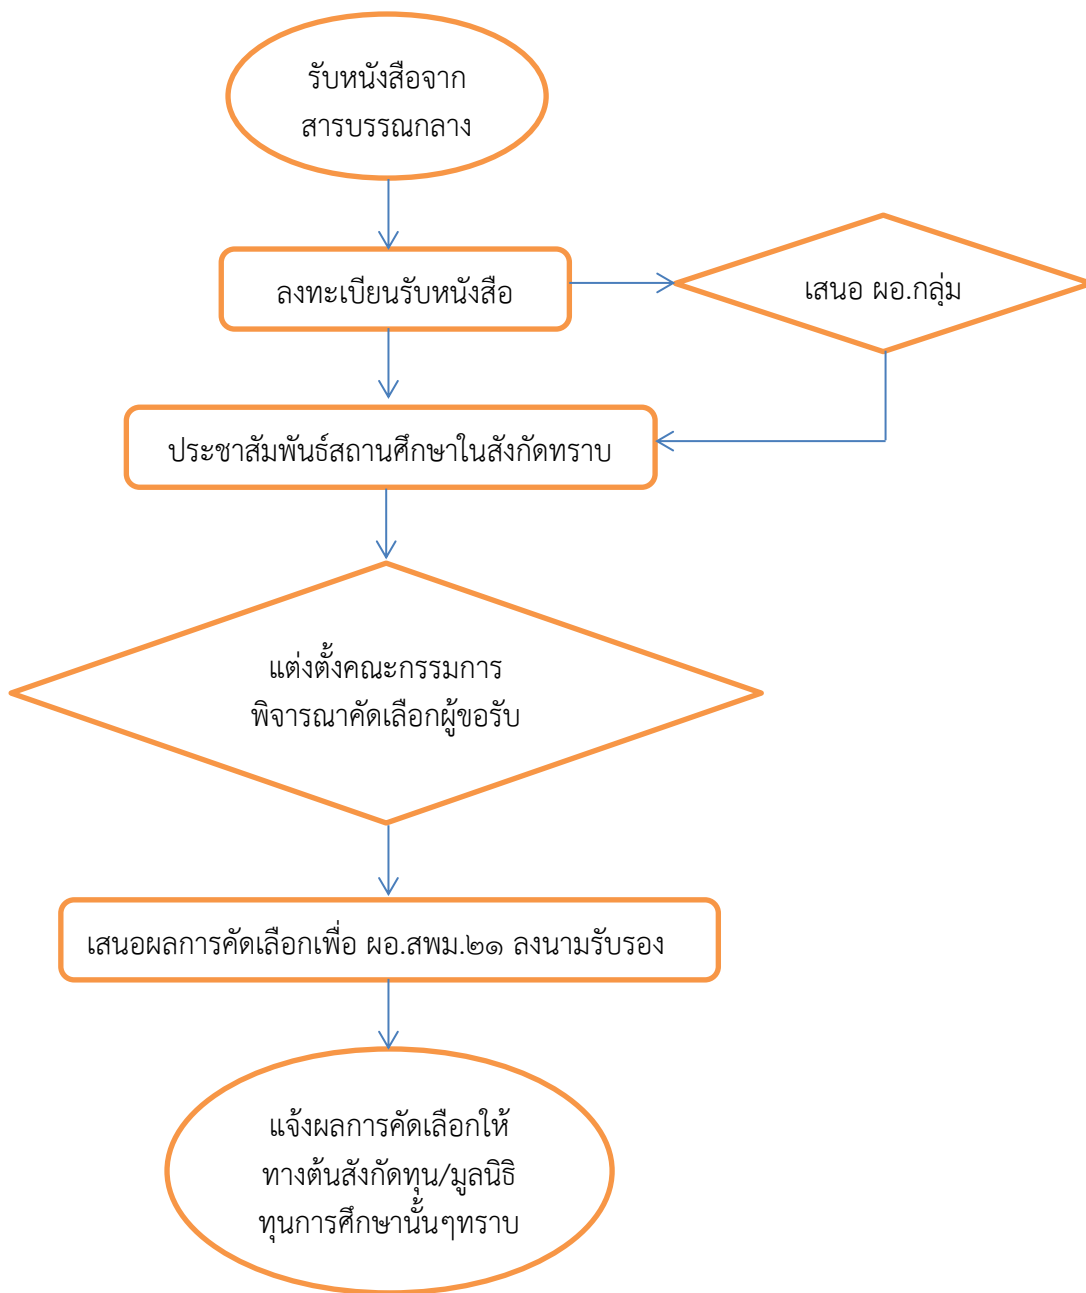 รับหนังสือจาก
สารบรรณกลาง
ลงทะเบียนรับหนังสือ
เสนอ ผอ.กลุ่ม
ประชาสัมพันธ์สถานศึกษาในสังกัดทราบ
แต่งตั้งคณะกรรมการ
พิจารณาคัดเลือกผู้ขอรับ
เสนอผลการคัดเลือกเพื่อ ผอ.สพม.๒๑ ลงนามรับรอง
แจ้งผลการคัดเลือกให้
ทางต้นสังกัดทุน/มูลนิธิ
ทุนการศึกษานั้นๆทราบ